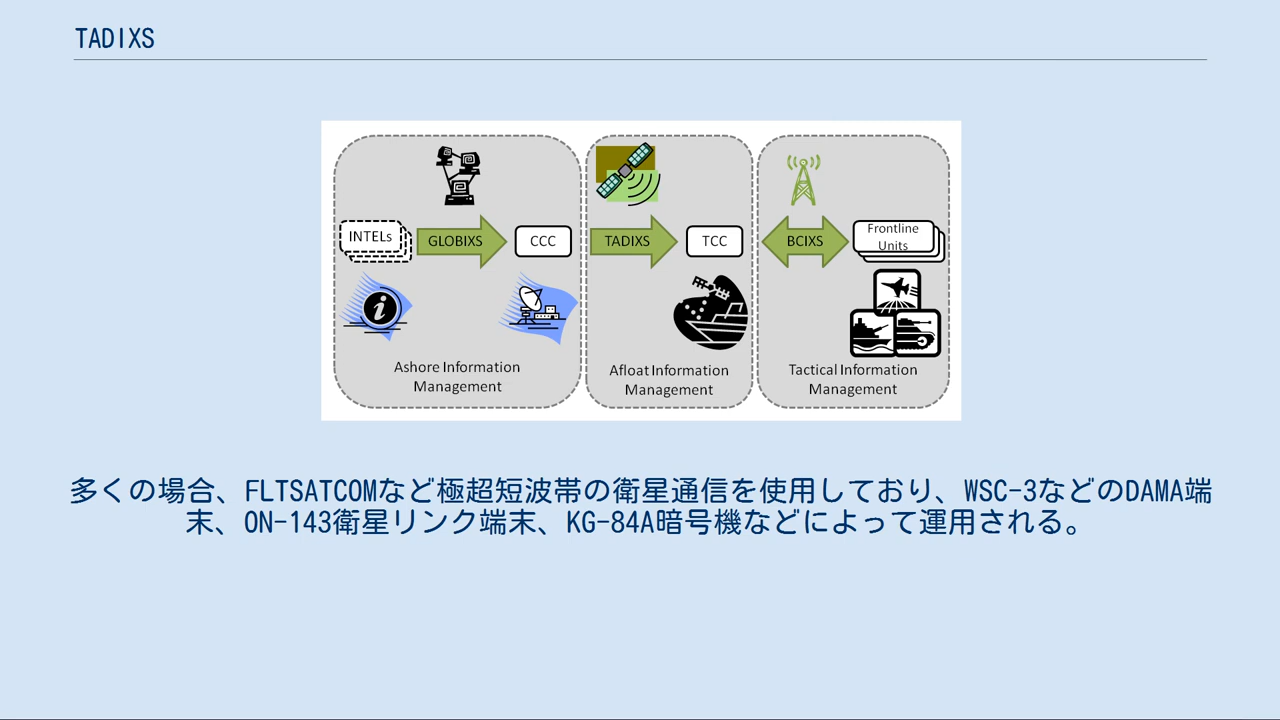 TADIXS
INTELs
GLOBIXS
CCC
TADIXS
TCC
BCIXS
Frontline
Units
Ashore Information
Management
Afloat Information
Management
Tactical Information
Management
多くの場合、FLTSATCOMなど極超短波帯の衛星通信を使用しており、WSC-3などのDAMA端
末、ON-143衛星リンク端末、KG-84A暗号機などによって運用される。